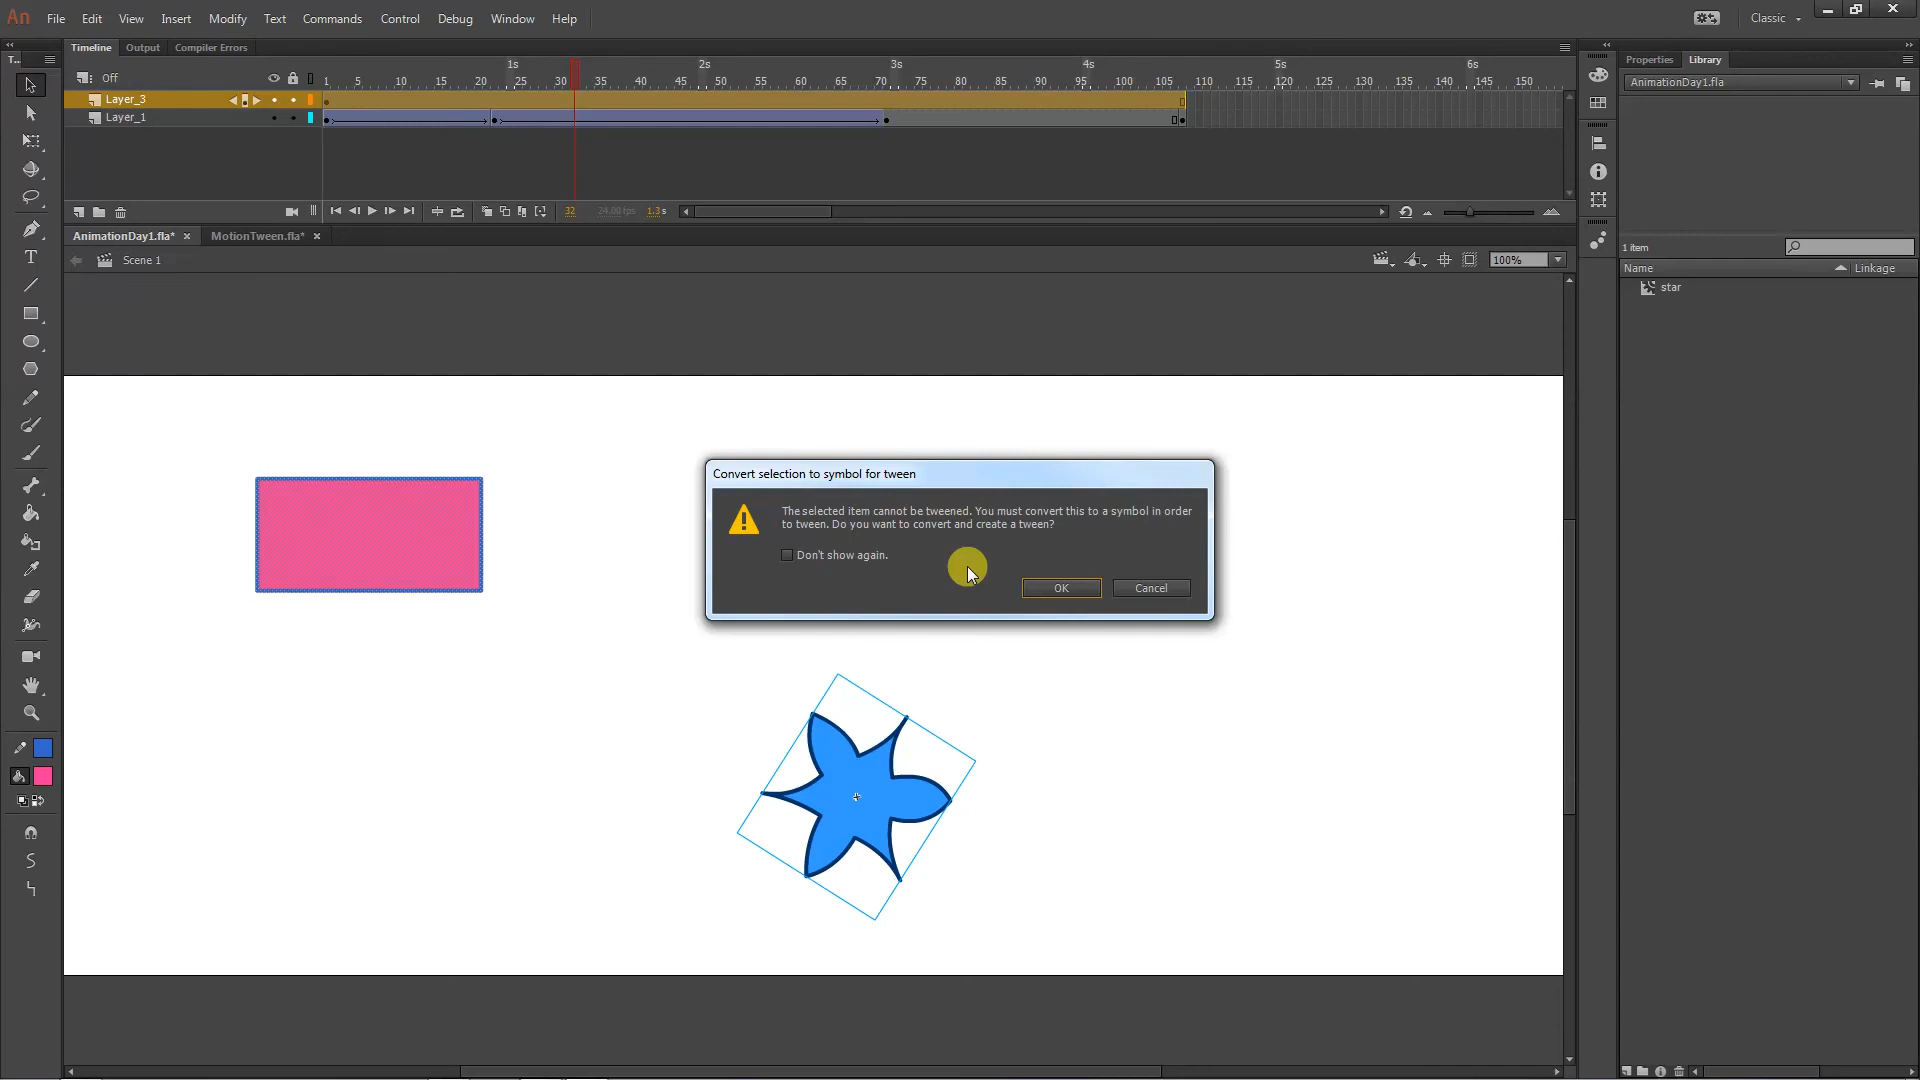 An File Edit View Insert Modify Text Commands Control Debug Window Help Classic
Timeline Output Compiler Errors
T... Off
1s 2s 3s 4s 5s 6s
1 5 10 15 20 25 30 35 40 45 50 55 60 65 70 75 80 85 90 95 100 105 110 115 120 125 130 135 140 145 150
Layer_3
Layer_1
32 24.00 fps 1.3 s
AnimationDay1.fla* MotionTween.fla*
Scene 1 100%
Properties Library
AnimationDay1.fla
1 item
Name Linkage
star
Convert selection to symbol for tween
The selected item cannot be tweened. You must convert this to a symbol in order
to tween. Do you want to convert and create a tween?
Don't show again.
OK Cancel